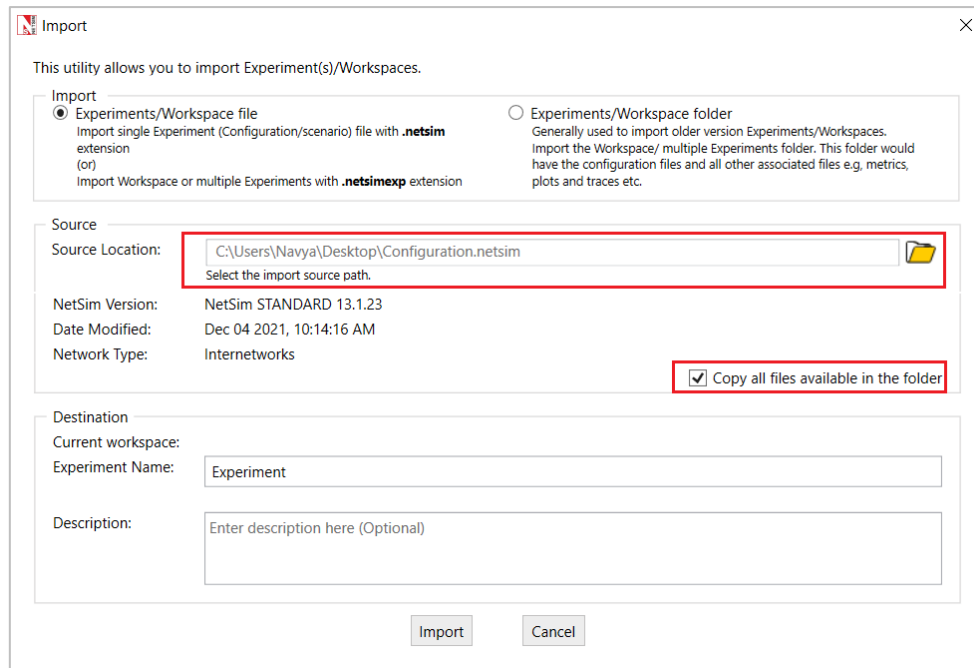 Import
This utility allows you to import Experiment(s)/Workspaces.
Import
Experiments/Workspace file
Import single Experiment (Configuration/scenario) file with .netsim
extension
(or)
Import Workspace or multiple Experiments with .netsimexp extension
Experiments/Workspace folder
Generally used to import older version Experiments/Workspaces.
Import the Workspace/ multiple Experiments folder. This folder would
have the configuration files and all other associated files e.g, metrics,
plots and traces etc.
Source
Source Location: C:\Users\Navya\Desktop\Configuration.netsim
Select the import source path.
NetSim Version: NetSim STANDARD 13.1.23
Date Modified: Dec 04 2021, 10:14:16 AM
Network Type: Internetworks
Copy all files available in the folder
Destination
Current workspace:
Experiment Name: Experiment
Description: Enter description here (Optional)
Import Cancel